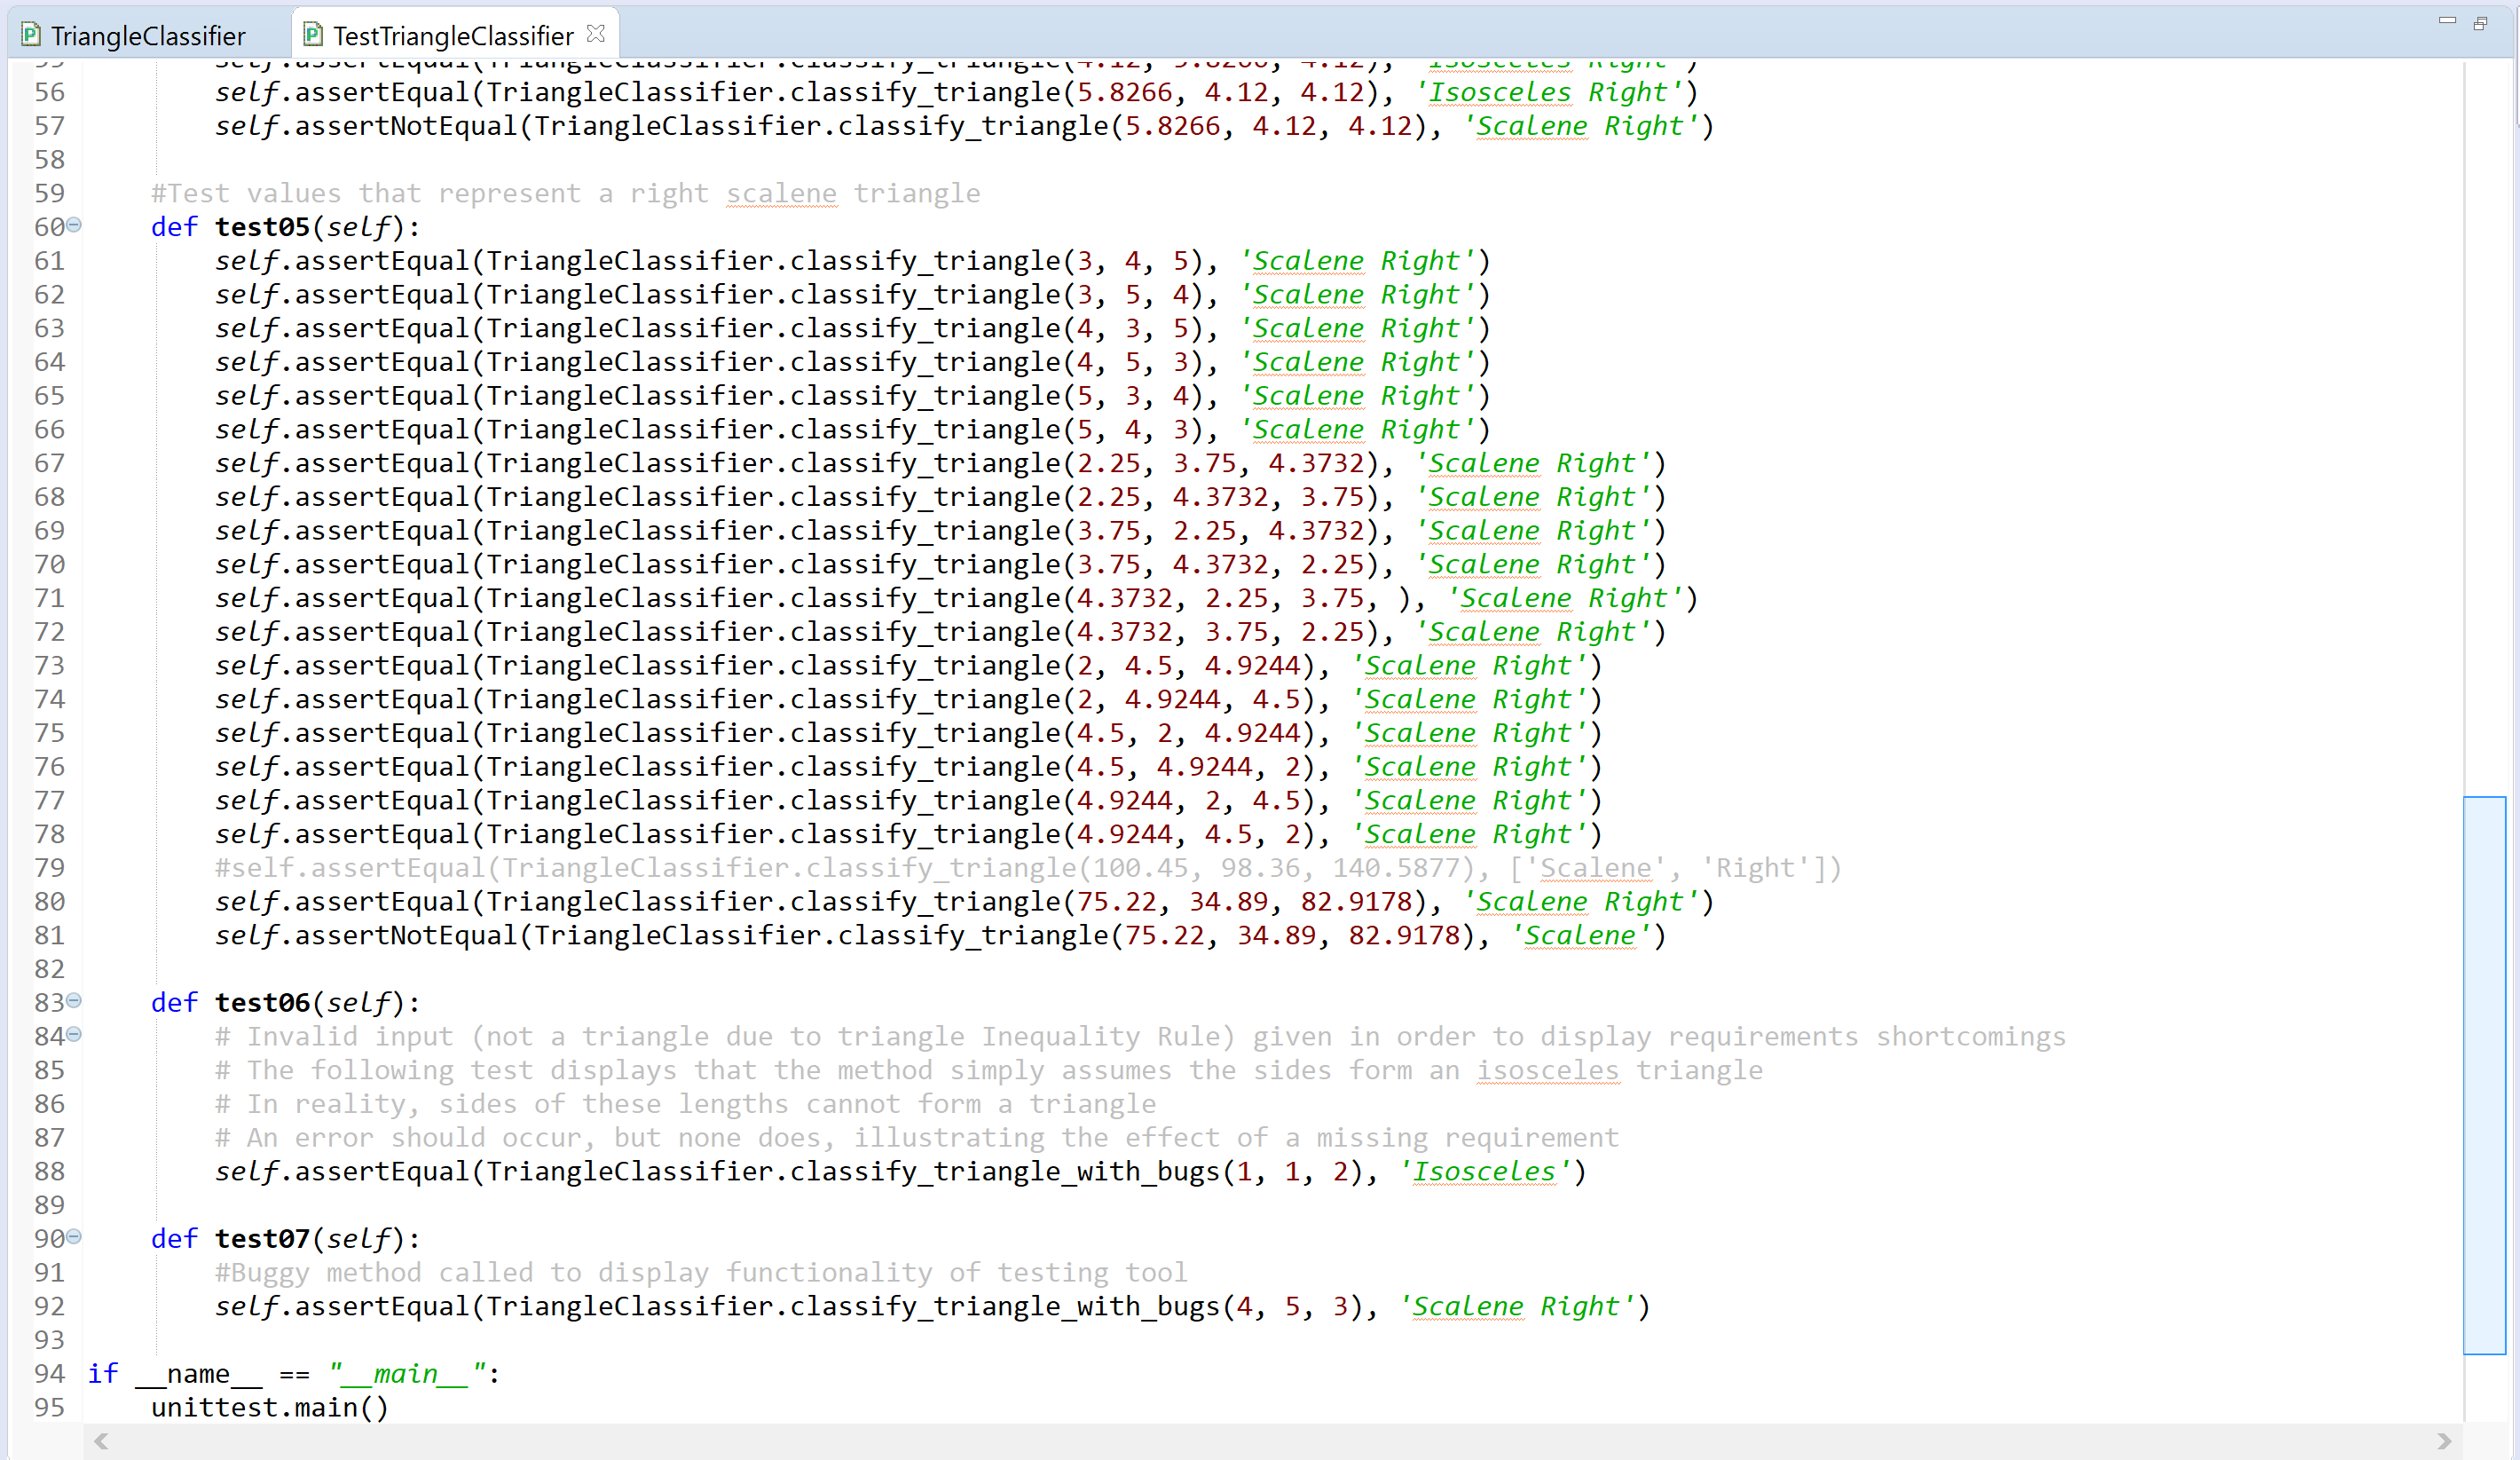 TriangleClassifier
TestTriangleClassifier
55 self.assertEqual(TriangleClassifier.classify_triangle(4.12, 5.8266, 4.12), 'Isosceles Right')
56 self.assertEqual(TriangleClassifier.classify_triangle(5.8266, 4.12, 4.12), 'Isosceles Right')
57 self.assertNotEqual(TriangleClassifier.classify_triangle(5.8266, 4.12, 4.12), 'Scalene Right')
58
59 #Test values that represent a right scalene triangle
60 def test05(self):
61 self.assertEqual(TriangleClassifier.classify_triangle(3, 4, 5), 'Scalene Right')
62 self.assertEqual(TriangleClassifier.classify_triangle(3, 5, 4), 'Scalene Right')
63 self.assertEqual(TriangleClassifier.classify_triangle(4, 3, 5), 'Scalene Right')
64 self.assertEqual(TriangleClassifier.classify_triangle(4, 5, 3), 'Scalene Right')
65 self.assertEqual(TriangleClassifier.classify_triangle(5, 3, 4), 'Scalene Right')
66 self.assertEqual(TriangleClassifier.classify_triangle(5, 4, 3), 'Scalene Right')
67 self.assertEqual(TriangleClassifier.classify_triangle(2.25, 3.75, 4.3732), 'Scalene Right')
68 self.assertEqual(TriangleClassifier.classify_triangle(2.25, 4.3732, 3.75), 'Scalene Right')
69 self.assertEqual(TriangleClassifier.classify_triangle(3.75, 2.25, 4.3732), 'Scalene Right')
70 self.assertEqual(TriangleClassifier.classify_triangle(3.75, 4.3732, 2.25), 'Scalene Right')
71 self.assertEqual(TriangleClassifier.classify_triangle(4.3732, 2.25, 3.75, ), 'Scalene Right')
72 self.assertEqual(TriangleClassifier.classify_triangle(4.3732, 3.75, 2.25), 'Scalene Right')
73 self.assertEqual(TriangleClassifier.classify_triangle(2, 4.5, 4.9244), 'Scalene Right')
74 self.assertEqual(TriangleClassifier.classify_triangle(2, 4.9244, 4.5), 'Scalene Right')
75 self.assertEqual(TriangleClassifier.classify_triangle(4.5, 2, 4.9244), 'Scalene Right')
76 self.assertEqual(TriangleClassifier.classify_triangle(4.5, 4.9244, 2), 'Scalene Right')
77 self.assertEqual(TriangleClassifier.classify_triangle(4.9244, 2, 4.5), 'Scalene Right')
78 self.assertEqual(TriangleClassifier.classify_triangle(4.9244, 4.5, 2), 'Scalene Right')
79 #self.assertEqual(TriangleClassifier.classify_triangle(100.45, 98.36, 140.5877), ['Scalene', 'Right'])
80 self.assertEqual(TriangleClassifier.classify_triangle(75.22, 34.89, 82.9178), 'Scalene Right')
81 self.assertNotEqual(TriangleClassifier.classify_triangle(75.22, 34.89, 82.9178), 'Scalene')
82
83 def test06(self):
84 # Invalid input (not a triangle due to triangle Inequality Rule) given in order to display requirements shortcomings
85 # The following test displays that the method simply assumes the sides form an isosceles triangle
86 # In reality, sides of these lengths cannot form a triangle
87 # An error should occur, but none does, illustrating the effect of a missing requirement
88 self.assertEqual(TriangleClassifier.classify_triangle_with_bugs(1, 1, 2), 'Isosceles')
89
90 def test07(self):
91 #Buggy method called to display functionality of testing tool
92 self.assertEqual(TriangleClassifier.classify_triangle_with_bugs(4, 5, 3), 'Scalene Right')
93
94 if __name__ == "__main__":
95 unittest.main()